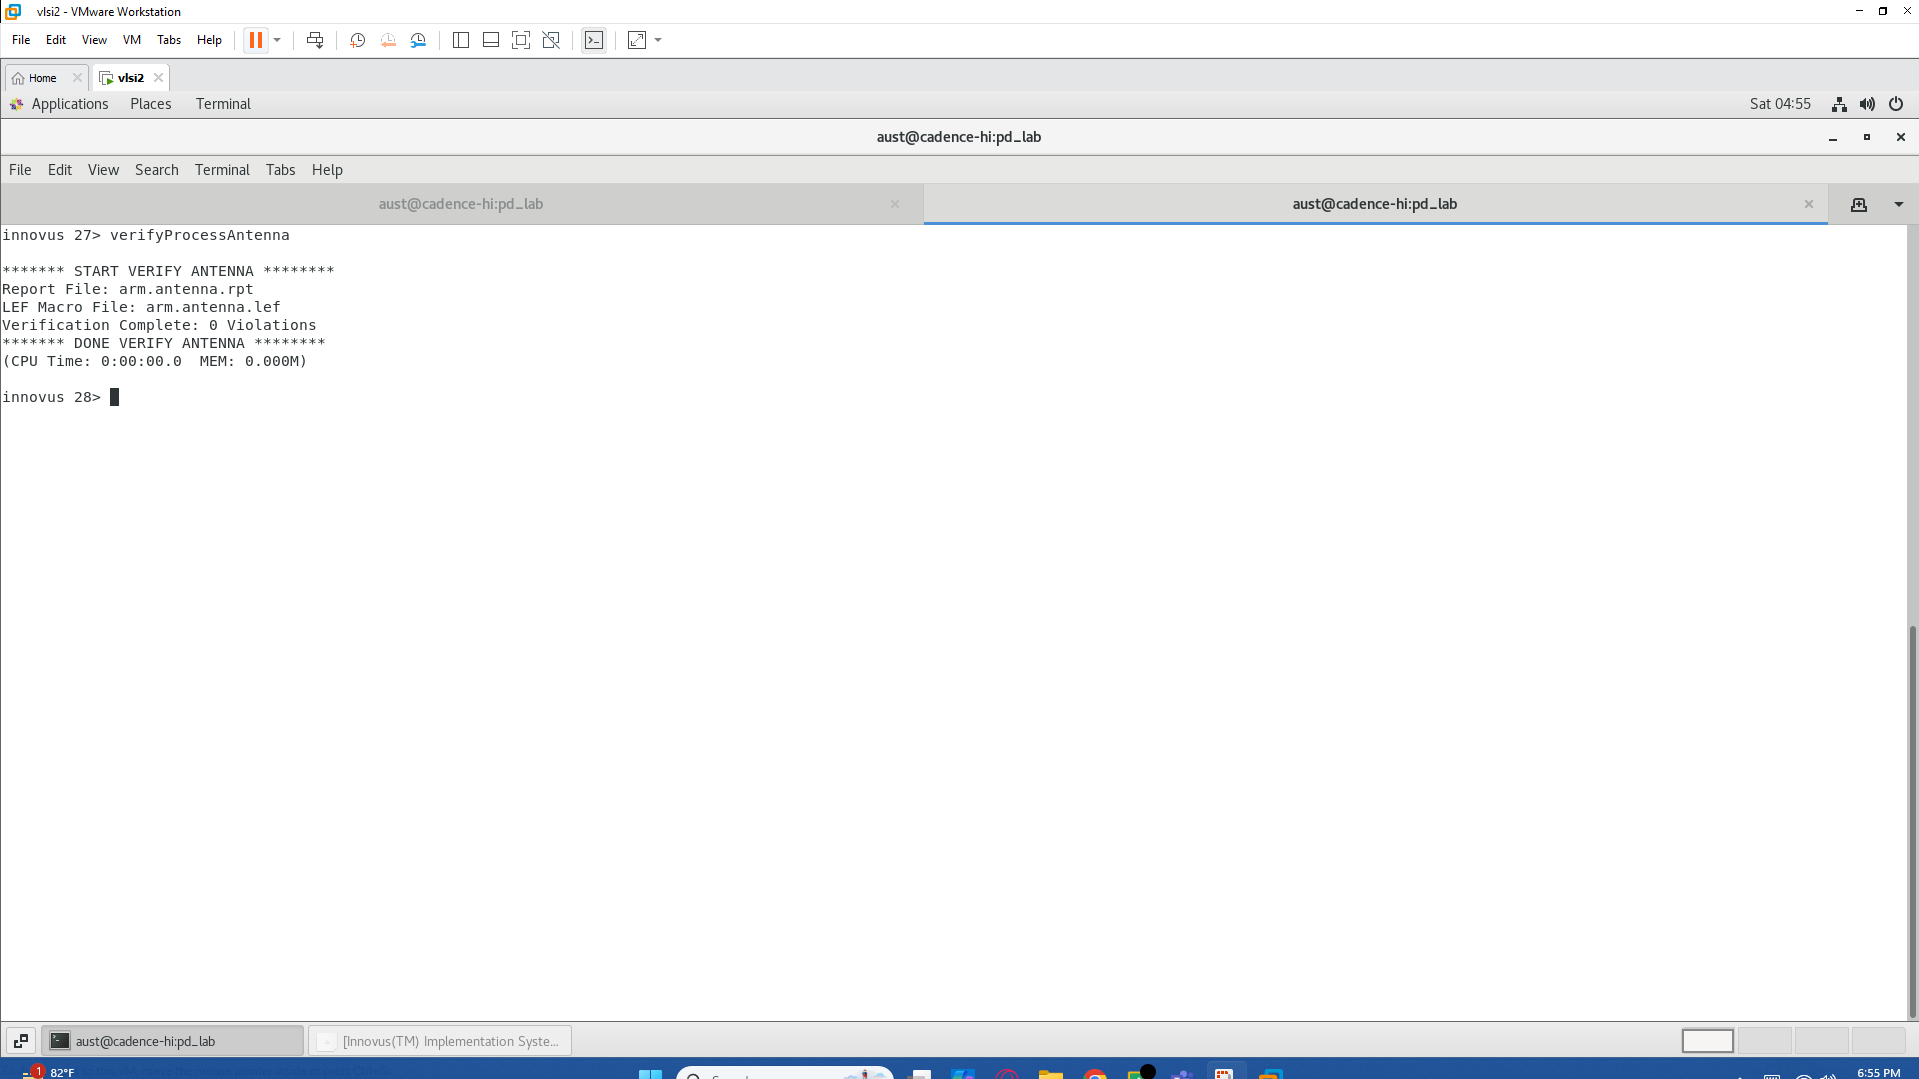 vlsi2 - VMware Workstation
File Edit View VM Tabs Help
Home vlsi2
Applications Places Terminal Sat 04:55
aust@cadence-hi:pd_lab
File Edit View Search Terminal Tabs Help
aust@cadence-hi:pd_lab aust@cadence-hi:pd_lab
innovus 27> verifyProcessAntenna
******* START VERIFY ANTENNA ********
Report File: arm.antenna.rpt
LEF Macro File: arm.antenna.lef
Verification Complete: 0 Violations
******* DONE VERIFY ANTENNA ********
(CPU Time: 0:00:00.0  MEM: 0.000M)
innovus 28>
aust@cadence-hi:pd_lab [Innovus(TM) Implementation Syste...
1 82°F 6:55 PM